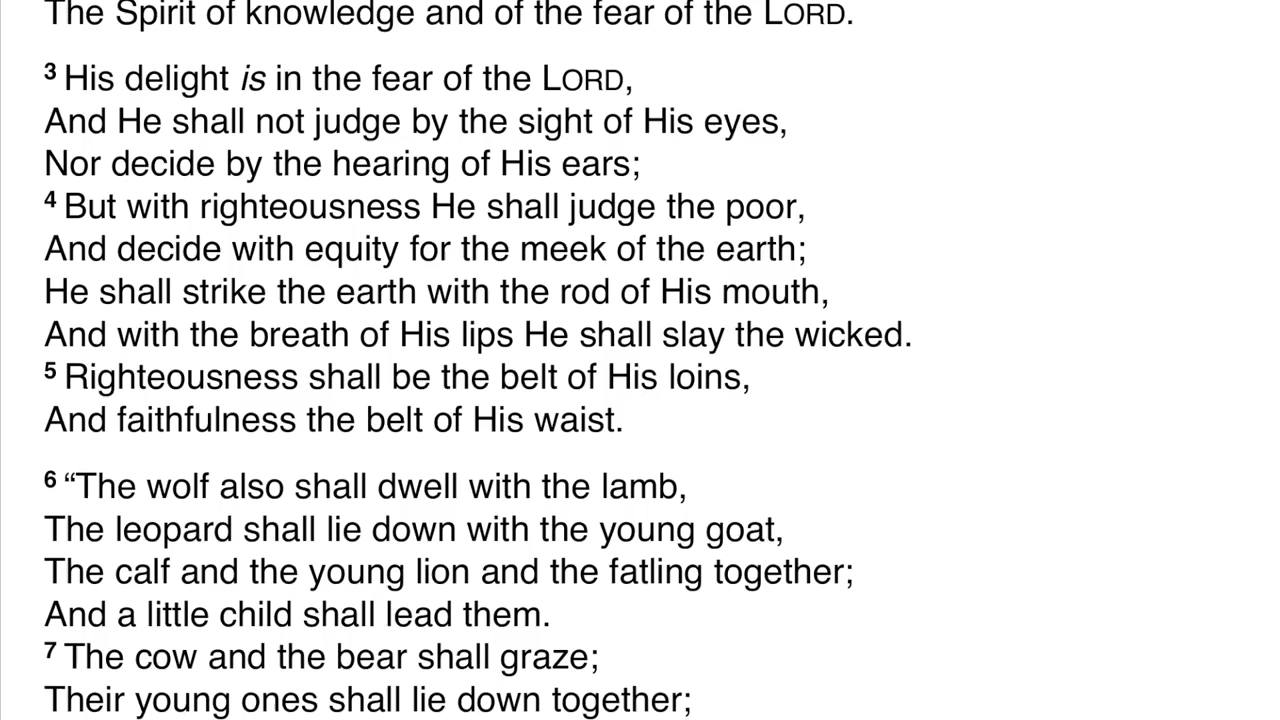 The Spirit of knowledge and of the fear of the LORD.
3 His delight is in the fear of the LORD,
And He shall not judge by the sight of His eyes,
Nor decide by the hearing of His ears;
4 But with righteousness He shall judge the poor,
And decide with equity for the meek of the earth;
He shall strike the earth with the rod of His mouth,
And with the breath of His lips He shall slay the wicked.
5 Righteousness shall be the belt of His loins,
And faithfulness the belt of His waist.
6 “The wolf also shall dwell with the lamb,
The leopard shall lie down with the young goat,
The calf and the young lion and the fatling together;
And a little child shall lead them.
7 The cow and the bear shall graze;
Their young ones shall lie down together;